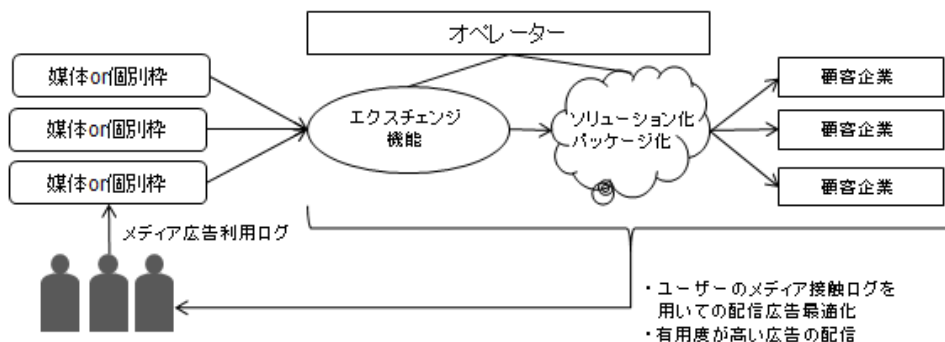 オペレーター
媒体or個別枠
媒体or個別枠
媒体or個別枠
エクスチェンジ
機能
ソリューション化
パッケージ化
顧客企業
顧客企業
顧客企業
メディア広告利用ログ
・ユーザーのメディア接触ログを
用いての配信広告最適化
・有用度が高い広告の配信